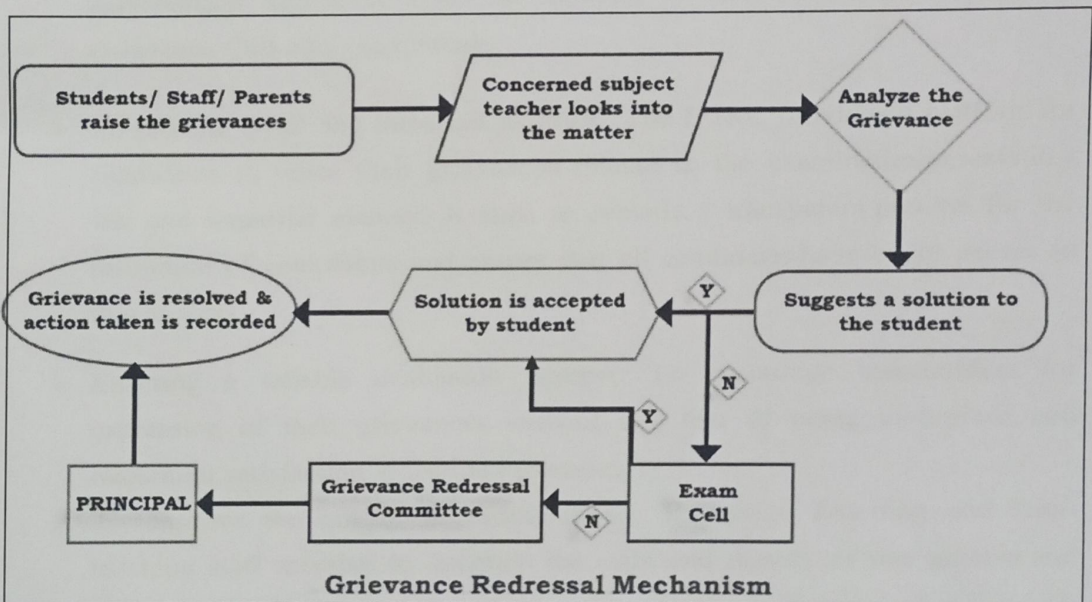 Students/ Staff/ Parents
raise the grievances
Concerned subject
teacher looks into
the matter
Analyze the
Grievance
Suggests a solution to
the student
Y
Solution is accepted
by student
Grievance is resolved &
action taken is recorded
N
Y
Exam
Cell
N
Grievance Redressal
Committee
PRINCIPAL
Grievance Redressal Mechanism